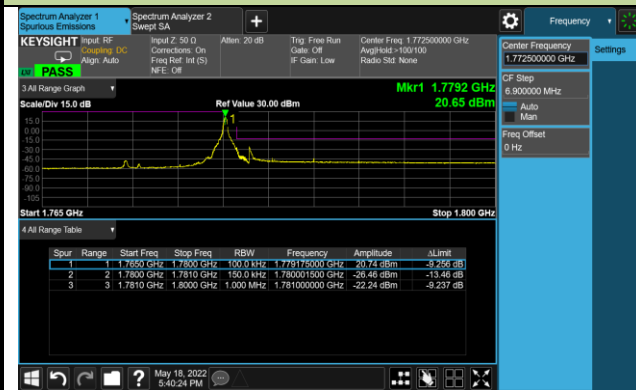 Spectrum Analyzer 1
Spurious Emissions
Spectrum Analyzer 2
Swept SA
+
Frequency
KEYSIGHT
Input: RF
Coupling: DC
Align: Auto
Input Z: 50 Ω
Corrections: On
Freq Ref: Int (S)
NFE: Off
Atten: 20 dB
Trig: Free Run
Gate: Off
IF Gain: Low
Center Freq: 1.772500000 GHz
Avg|Hold:>100/100
Radio Std: None
PASS
Center Frequency
1.772500000 GHz
Settings
CF Step
6.900000 MHz
Auto
Man
Freq Offset
0 Hz
3 All Range Graph
Mkr1 1.7792 GHz
Scale/Div 15.0 dB
Ref Value 30.00 dBm
20.65 dBm
1
15.0
0.00
-15.0
-30.0
-45.0
-60.0
-75.0
-90.0
-105
Start 1.765 GHz
Stop 1.800 GHz
4 All Range Table
Spur Range Start Freq Stop Freq RBW Frequency Amplitude ΔLimit
1 1 1.7650 GHz 1.7800 GHz 100.0 kHz 1.779175000 GHz 20.74 dBm -9.256 dB
2 2 1.7800 GHz 1.7810 GHz 150.0 kHz 1.780001500 GHz -26.46 dBm -13.46 dB
3 3 1.7810 GHz 1.8000 GHz 1.000 MHz 1.781000000 GHz -22.24 dBm -9.237 dB
?
May 18, 2022
5:40:24 PM